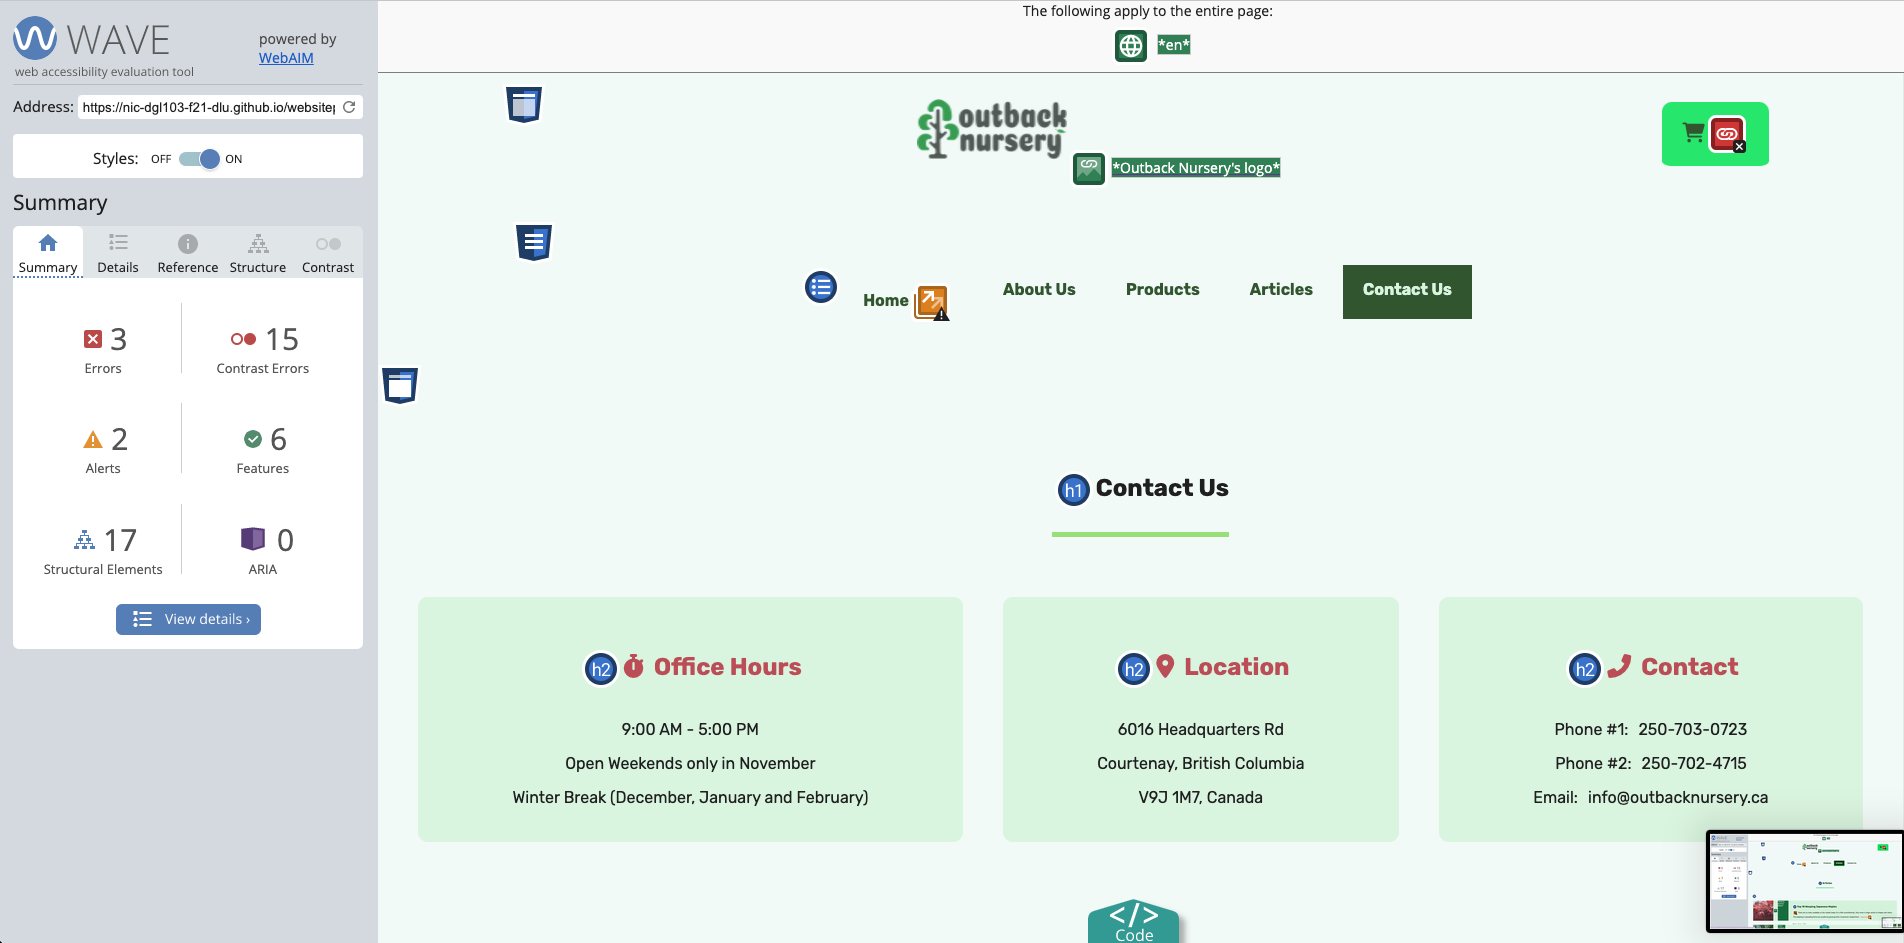 WAVE
web accessibility evaluation tool
powered by
WebAIM
Address: https://nic-dgl103-f21-dlu.github.io/website
Styles: OFF ON
Summary
Summary Details Reference Structure Contrast
3 Errors
15 Contrast Errors
2 Alerts
6 Features
17 Structural Elements
0 ARIA
View details ›
The following apply to the entire page:
*en*
outback
nursery
*Outback Nursery's logo*
Home About Us Products Articles Contact Us
h1 Contact Us
h2 Office Hours
9:00 AM - 5:00 PM
Open Weekends only in November
Winter Break (December, January and February)
h2 Location
6016 Headquarters Rd
Courtenay, British Columbia
V9J 1M7, Canada
h2 Contact
Phone #1: 250-703-0723
Phone #2: 250-702-4715
Email: info@outbacknursery.ca
</>
Code